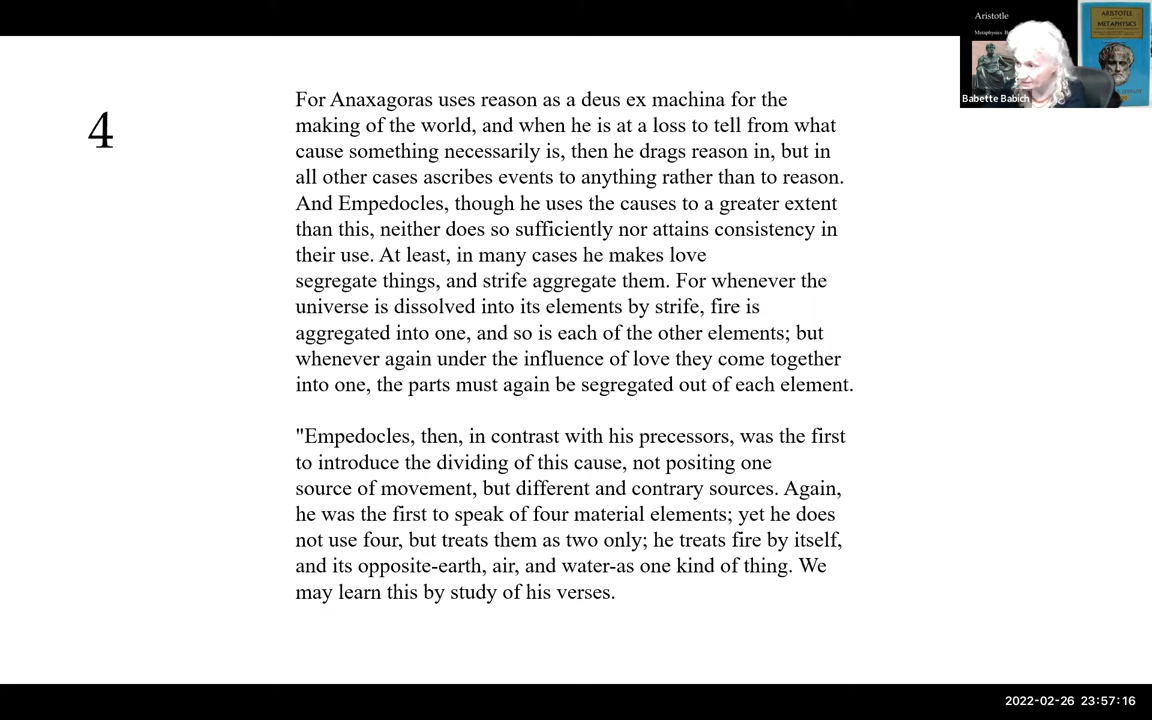 Aristotle
ARISTOTLE
METAPHYSICS
Babette Babich
4
For Anaxagoras uses reason as a deus ex machina for the
making of the world, and when he is at a loss to tell from what
cause something necessarily is, then he drags reason in, but in
all other cases ascribes events to anything rather than to reason.
And Empedocles, though he uses the causes to a greater extent
than this, neither does so sufficiently nor attains consistency in
their use. At least, in many cases he makes love
segregate things, and strife aggregate them. For whenever the
universe is dissolved into its elements by strife, fire is
aggregated into one, and so is each of the other elements; but
whenever again under the influence of love they come together
into one, the parts must again be segregated out of each element.
"Empedocles, then, in contrast with his precessors, was the first
to introduce the dividing of this cause, not positing one
source of movement, but different and contrary sources. Again,
he was the first to speak of four material elements; yet he does
not use four, but treats them as two only; he treats fire by itself,
and its opposite-earth, air, and water-as one kind of thing. We
may learn this by study of his verses.
2022-02-26 23:57:16